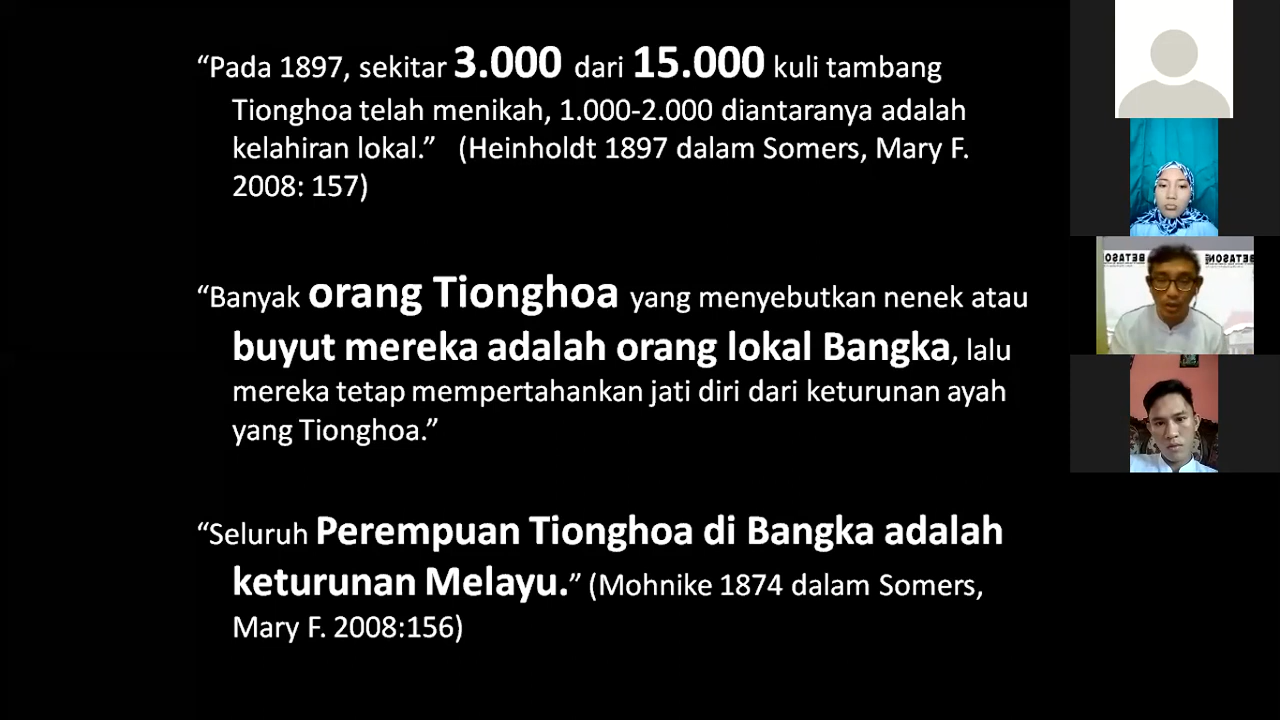 “Pada 1897, sekitar 3.000 dari 15.000 kuli tambang
Tionghoa telah menikah, 1.000-2.000 diantaranya adalah
kelahiran lokal.” (Heinholdt 1897 dalam Somers, Mary F.
2008: 157)
“Banyak orang Tionghoa yang menyebutkan nenek atau
buyut mereka adalah orang lokal Bangka, lalu
mereka tetap mempertahankan jati diri dari keturunan ayah
yang Tionghoa.”
“Seluruh Perempuan Tionghoa di Bangka adalah
keturunan Melayu.” (Mohnike 1874 dalam Somers,
Mary F. 2008:156)